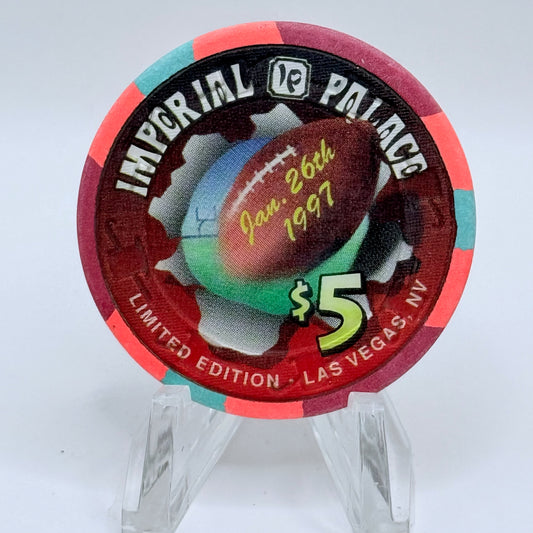 IMPERIAL IP PALACE
Jan. 26th
1997
$5
LIMITED EDITION · LAS VEGAS, NV